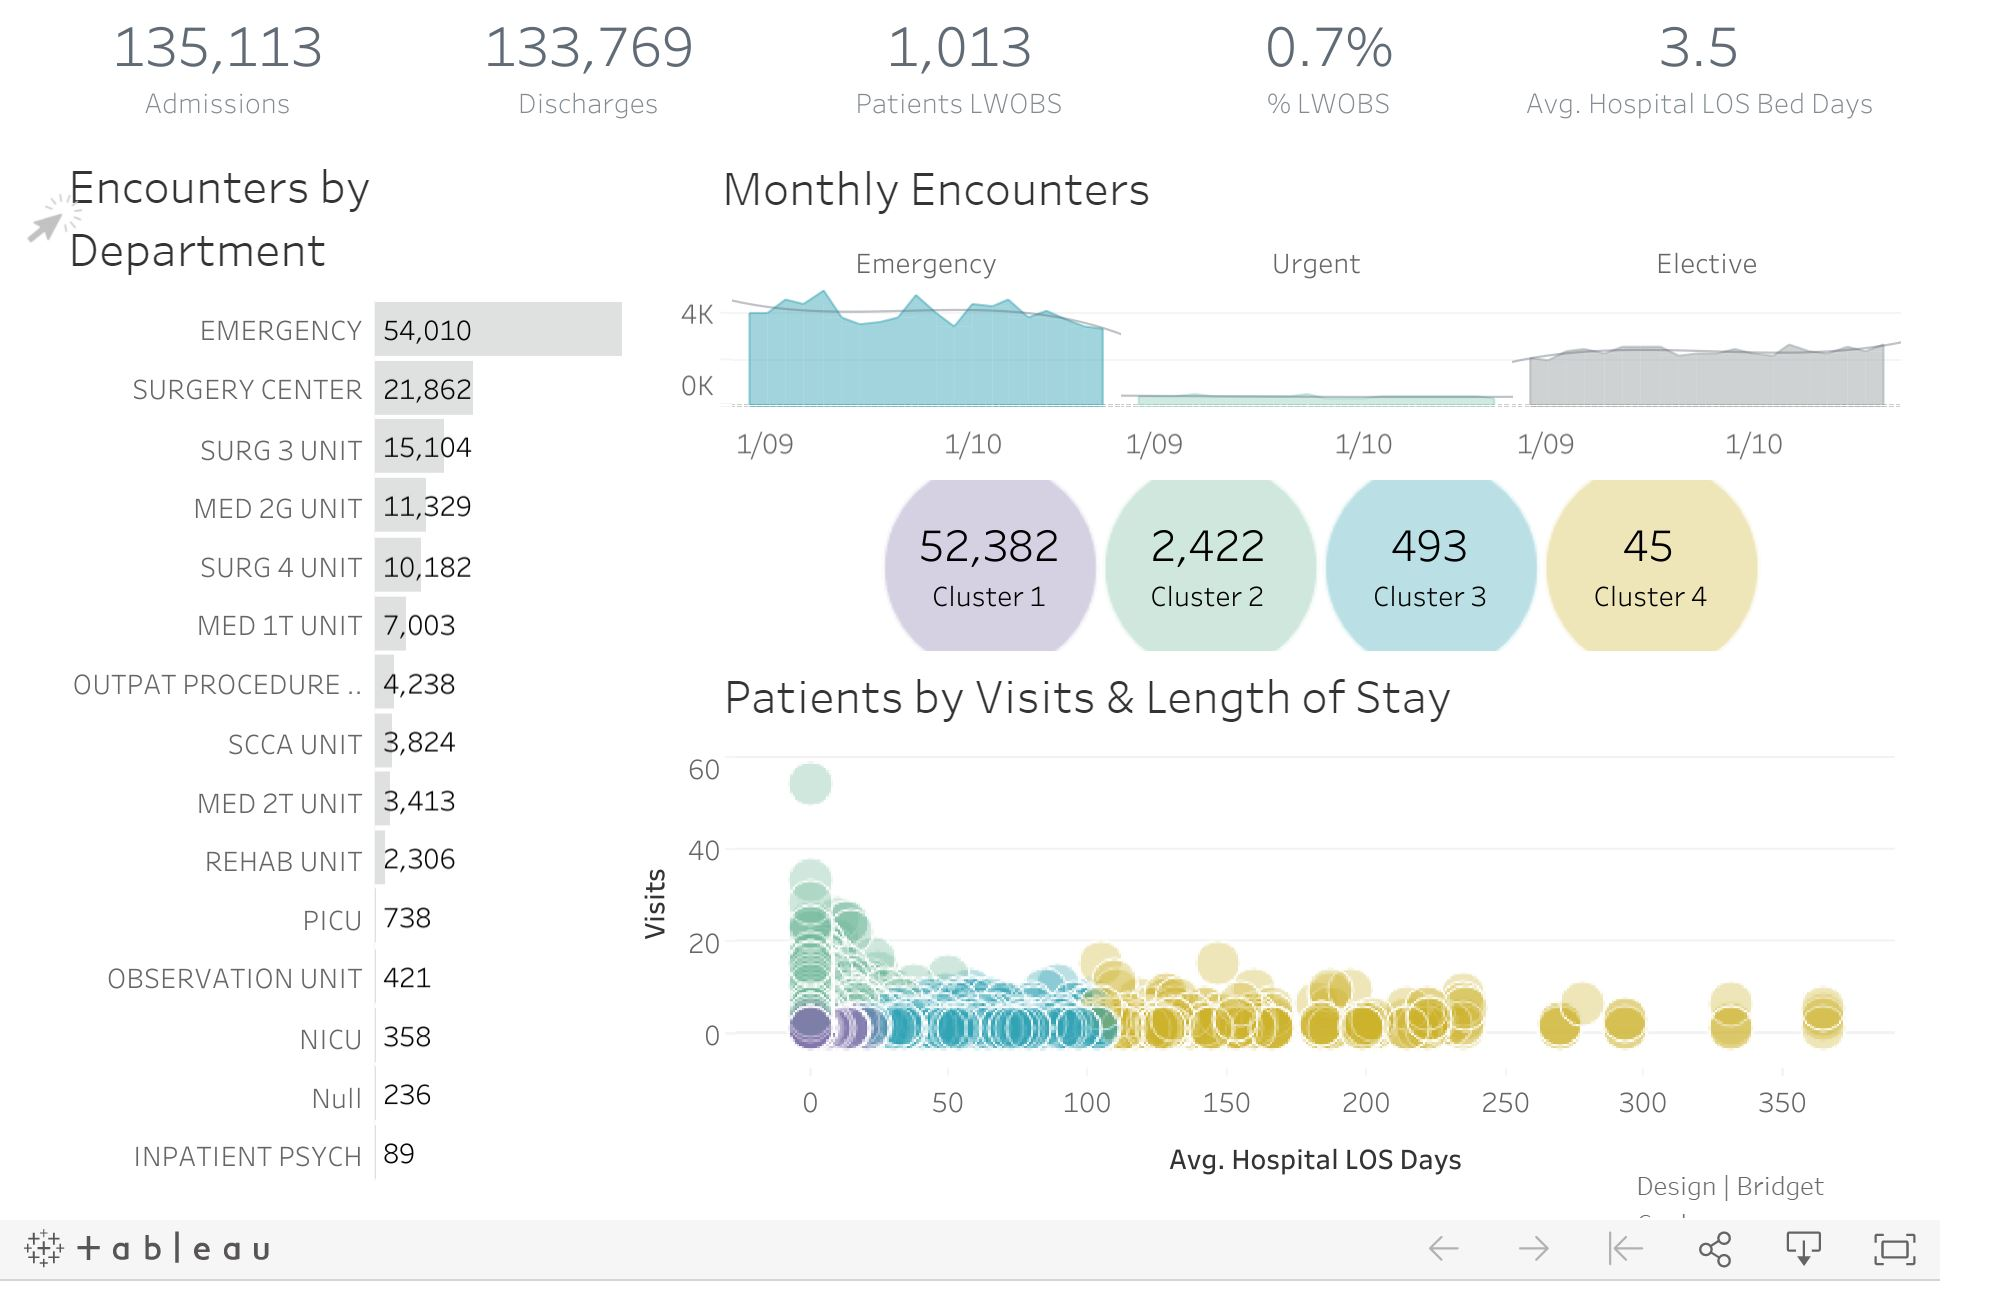 135,113
Admissions
133,769
Discharges
1,013
Patients LWOBS
0.7%
% LWOBS
3.5
Avg. Hospital LOS Bed Days
Encounters by
Department
EMERGENCY 54,010
SURGERY CENTER 21,862
SURG 3 UNIT 15,104
MED 2G UNIT 11,329
SURG 4 UNIT 10,182
MED 1T UNIT 7,003
OUTPAT PROCEDURE .. 4,238
SCCA UNIT 3,824
MED 2T UNIT 3,413
REHAB UNIT 2,306
PICU 738
OBSERVATION UNIT 421
NICU 358
Null 236
INPATIENT PSYCH 89
Monthly Encounters
Emergency Urgent Elective
4K
0K
1/09 1/10 1/09 1/10 1/09 1/10
52,382
Cluster 1
2,422
Cluster 2
493
Cluster 3
45
Cluster 4
Patients by Visits & Length of Stay
60
40
20
0
Visits
0 50 100 150 200 250 300 350
Avg. Hospital LOS Days
Design | Bridget
+ableau